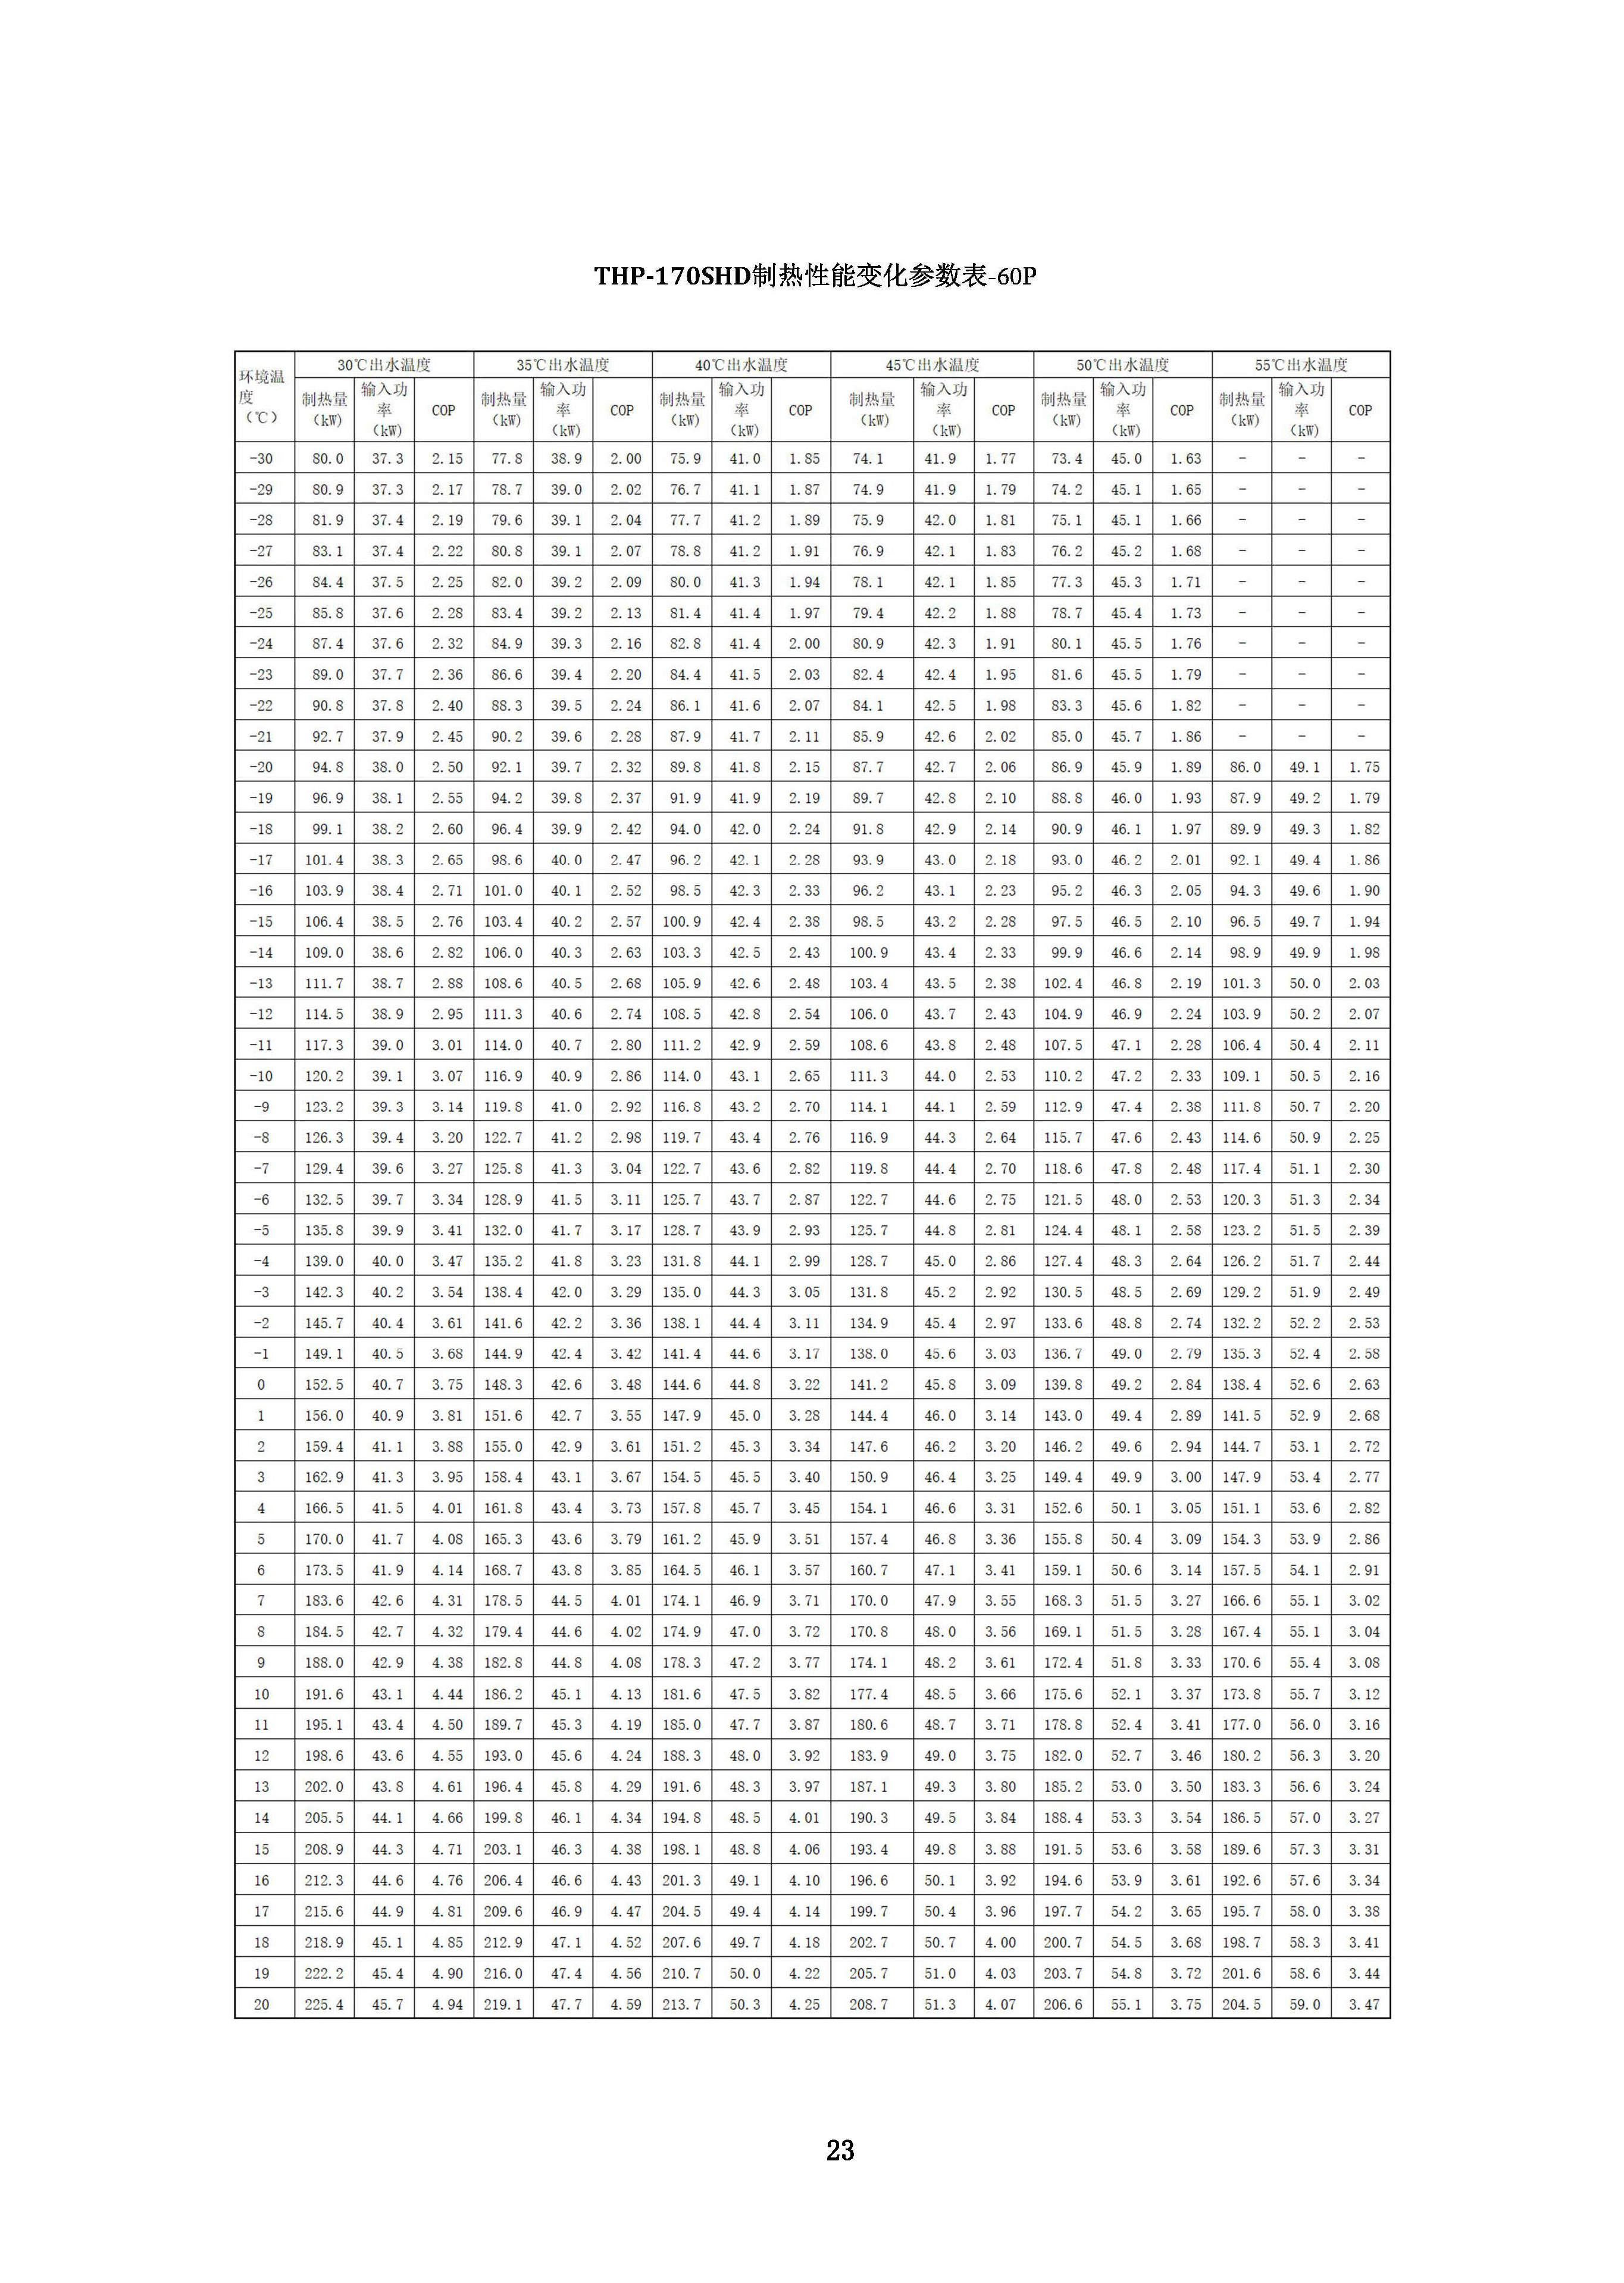 THP-170SHD制热性能变化参数表-60P
环境温度（℃） 30℃出水温度 35℃出水温度 40℃出水温度 45℃出水温度 50℃出水温度 55℃出水温度
制热量（kW) 输入功率（kW) COP 制热量（kW) 输入功率（kW) COP 制热量（kW) 输入功率（kW) COP 制热量（kW) 输入功率（kW) COP 制热量（kW) 输入功率（kW) COP 制热量（kW) 输入功率（kW) COP
-30 80.0 37.3 2.15 77.8 38.9 2.00 75.9 41.0 1.85 74.1 41.9 1.77 73.4 45.0 1.63 - - -
-29 80.9 37.3 2.17 78.7 39.0 2.02 76.7 41.1 1.87 74.9 41.9 1.79 74.2 45.1 1.65 - - -
-28 81.9 37.4 2.19 79.6 39.1 2.04 77.7 41.2 1.89 75.9 42.0 1.81 75.1 45.1 1.66 - - -
-27 83.1 37.4 2.22 80.8 39.1 2.07 78.8 41.2 1.91 76.9 42.1 1.83 76.2 45.2 1.68 - - -
-26 84.4 37.5 2.25 82.0 39.2 2.09 80.0 41.3 1.94 78.1 42.1 1.85 77.3 45.3 1.71 - - -
-25 85.8 37.6 2.28 83.4 39.2 2.13 81.4 41.4 1.97 79.4 42.2 1.88 78.7 45.4 1.73 - - -
-24 87.4 37.6 2.32 84.9 39.3 2.16 82.8 41.4 2.00 80.9 42.3 1.91 80.1 45.5 1.76 - - -
-23 89.0 37.7 2.36 86.6 39.4 2.20 84.4 41.5 2.03 82.4 42.4 1.95 81.6 45.5 1.79 - - -
-22 90.8 37.8 2.40 88.3 39.5 2.24 86.1 41.6 2.07 84.1 42.5 1.98 83.3 45.6 1.82 - - -
-21 92.7 37.9 2.45 90.2 39.6 2.28 87.9 41.7 2.11 85.9 42.6 2.02 85.0 45.7 1.86 - - -
-20 94.8 38.0 2.50 92.1 39.7 2.32 89.8 41.8 2.15 87.7 42.7 2.06 86.9 45.9 1.89 86.0 49.1 1.75
-19 96.9 38.1 2.55 94.2 39.8 2.37 91.9 41.9 2.19 89.7 42.8 2.10 88.8 46.0 1.93 87.9 49.2 1.79
-18 99.1 38.2 2.60 96.4 39.9 2.42 94.0 42.0 2.24 91.8 42.9 2.14 90.9 46.1 1.97 89.9 49.3 1.82
-17 101.4 38.3 2.65 98.6 40.0 2.47 96.2 42.1 2.28 93.9 43.0 2.18 93.0 46.2 2.01 92.1 49.4 1.86
-16 103.9 38.4 2.71 101.0 40.1 2.52 98.5 42.3 2.33 96.2 43.1 2.23 95.2 46.3 2.05 94.3 49.6 1.90
-15 106.4 38.5 2.76 103.4 40.2 2.57 100.9 42.4 2.38 98.5 43.2 2.28 97.5 46.5 2.10 96.5 49.7 1.94
-14 109.0 38.6 2.82 106.0 40.3 2.63 103.3 42.5 2.43 100.9 43.4 2.33 99.9 46.6 2.14 98.9 49.9 1.98
-13 111.7 38.7 2.88 108.6 40.5 2.68 105.9 42.6 2.48 103.4 43.5 2.38 102.4 46.8 2.19 101.3 50.0 2.03
-12 114.5 38.9 2.95 111.3 40.6 2.74 108.5 42.8 2.54 106.0 43.7 2.43 104.9 46.9 2.24 103.9 50.2 2.07
-11 117.3 39.0 3.01 114.0 40.7 2.80 111.2 42.9 2.59 108.6 43.8 2.48 107.5 47.1 2.28 106.4 50.4 2.11
-10 120.2 39.1 3.07 116.9 40.9 2.86 114.0 43.1 2.65 111.3 44.0 2.53 110.2 47.2 2.33 109.1 50.5 2.16
-9 123.2 39.3 3.14 119.8 41.0 2.92 116.8 43.2 2.70 114.1 44.1 2.59 112.9 47.4 2.38 111.8 50.7 2.20
-8 126.3 39.4 3.20 122.7 41.2 2.98 119.7 43.4 2.76 116.9 44.3 2.64 115.7 47.6 2.43 114.6 50.9 2.25
-7 129.4 39.6 3.27 125.8 41.3 3.04 122.7 43.6 2.82 119.8 44.4 2.70 118.6 47.8 2.48 117.4 51.1 2.30
-6 132.5 39.7 3.34 128.9 41.5 3.11 125.7 43.7 2.87 122.7 44.6 2.75 121.5 48.0 2.53 120.3 51.3 2.34
-5 135.8 39.9 3.41 132.0 41.7 3.17 128.7 43.9 2.93 125.7 44.8 2.81 124.4 48.1 2.58 123.2 51.5 2.39
-4 139.0 40.0 3.47 135.2 41.8 3.23 131.8 44.1 2.99 128.7 45.0 2.86 127.4 48.3 2.64 126.2 51.7 2.44
-3 142.3 40.2 3.54 138.4 42.0 3.29 135.0 44.3 3.05 131.8 45.2 2.92 130.5 48.5 2.69 129.2 51.9 2.49
-2 145.7 40.4 3.61 141.6 42.2 3.36 138.1 44.4 3.11 134.9 45.4 2.97 133.6 48.8 2.74 132.2 52.2 2.53
-1 149.1 40.5 3.68 144.9 42.4 3.42 141.4 44.6 3.17 138.0 45.6 3.03 136.7 49.0 2.79 135.3 52.4 2.58
0 152.5 40.7 3.75 148.3 42.6 3.48 144.6 44.8 3.22 141.2 45.8 3.09 139.8 49.2 2.84 138.4 52.6 2.63
1 156.0 40.9 3.81 151.6 42.7 3.55 147.9 45.0 3.28 144.4 46.0 3.14 143.0 49.4 2.89 141.5 52.9 2.68
2 159.4 41.1 3.88 155.0 42.9 3.61 151.2 45.3 3.34 147.6 46.2 3.20 146.2 49.6 2.94 144.7 53.1 2.72
3 162.9 41.3 3.95 158.4 43.1 3.67 154.5 45.5 3.40 150.9 46.4 3.25 149.4 49.9 3.00 147.9 53.4 2.77
4 166.5 41.5 4.01 161.8 43.4 3.73 157.8 45.7 3.45 154.1 46.6 3.31 152.6 50.1 3.05 151.1 53.6 2.82
5 170.0 41.7 4.08 165.3 43.6 3.79 161.2 45.9 3.51 157.4 46.8 3.36 155.8 50.4 3.09 154.3 53.9 2.86
6 173.5 41.9 4.14 168.7 43.8 3.85 164.5 46.1 3.57 160.7 47.1 3.41 159.1 50.6 3.14 157.5 54.1 2.91
7 183.6 42.6 4.31 178.5 44.5 4.01 174.1 46.9 3.71 170.0 47.9 3.55 168.3 51.5 3.27 166.6 55.1 3.02
8 184.5 42.7 4.32 179.4 44.6 4.02 174.9 47.0 3.72 170.8 48.0 3.56 169.1 51.5 3.28 167.4 55.1 3.04
9 188.0 42.9 4.38 182.8 44.8 4.08 178.3 47.2 3.77 174.1 48.2 3.61 172.4 51.8 3.33 170.6 55.4 3.08
10 191.6 43.1 4.44 186.2 45.1 4.13 181.6 47.5 3.82 177.4 48.5 3.66 175.6 52.1 3.37 173.8 55.7 3.12
11 195.1 43.4 4.50 189.7 45.3 4.19 185.0 47.7 3.87 180.6 48.7 3.71 178.8 52.4 3.41 177.0 56.0 3.16
12 198.6 43.6 4.55 193.0 45.6 4.24 188.3 48.0 3.92 183.9 49.0 3.75 182.0 52.7 3.46 180.2 56.3 3.20
13 202.0 43.8 4.61 196.4 45.8 4.29 191.6 48.3 3.97 187.1 49.3 3.80 185.2 53.0 3.50 183.3 56.6 3.24
14 205.5 44.1 4.66 199.8 46.1 4.34 194.8 48.5 4.01 190.3 49.5 3.84 188.4 53.3 3.54 186.5 57.0 3.27
15 208.9 44.3 4.71 203.1 46.3 4.38 198.1 48.8 4.06 193.4 49.8 3.88 191.5 53.6 3.58 189.6 57.3 3.31
16 212.3 44.6 4.76 206.4 46.6 4.43 201.3 49.1 4.10 196.6 50.1 3.92 194.6 53.9 3.61 192.6 57.6 3.34
17 215.6 44.9 4.81 209.6 46.9 4.47 204.5 49.4 4.14 199.7 50.4 3.96 197.7 54.2 3.65 195.7 58.0 3.38
18 218.9 45.1 4.85 212.9 47.1 4.52 207.6 49.7 4.18 202.7 50.7 4.00 200.7 54.5 3.68 198.7 58.3 3.41
19 222.2 45.4 4.90 216.0 47.4 4.56 210.7 50.0 4.22 205.7 51.0 4.03 203.7 54.8 3.72 201.6 58.6 3.44
20 225.4 45.7 4.94 219.1 47.7 4.59 213.7 50.3 4.25 208.7 51.3 4.07 206.6 55.1 3.75 204.5 59.0 3.47
23